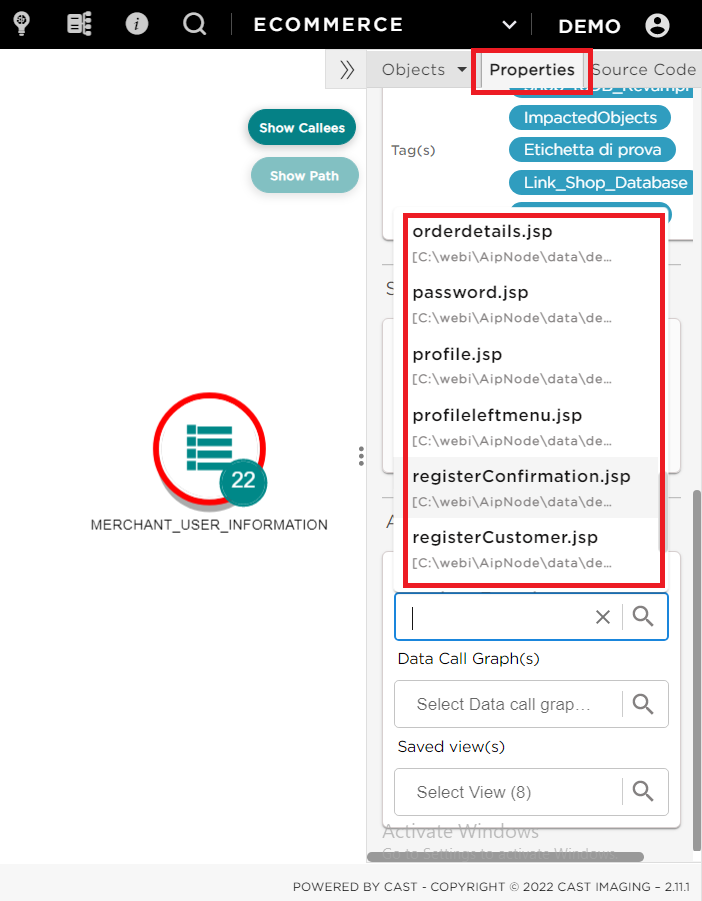 ECOMMERCE
DEMO
Objects
Properties
Source Code
Show Callees
Show Path
ImpactedObjects
Tag(s)
Etichetta di prova
Link_Shop_Database
orderdetails.jsp
[C:\webi\AipNode\data\de...
password.jsp
[C:\webi\AipNode\data\de...
profile.jsp
[C:\webi\AipNode\data\de...
profileleftmenu.jsp
[C:\webi\AipNode\data\de...
registerConfirmation.jsp
[C:\webi\AipNode\data\de...
registerCustomer.jsp
[C:\webi\AipNode\data\de...
22
MERCHANT_USER_INFORMATION
Data Call Graph(s)
Select Data call grap...
Saved view(s)
Select View (8)
Activate Windows
Go to Settings to activate Windows.
POWERED BY CAST - COPYRIGHT © 2022 CAST IMAGING – 2.11.1